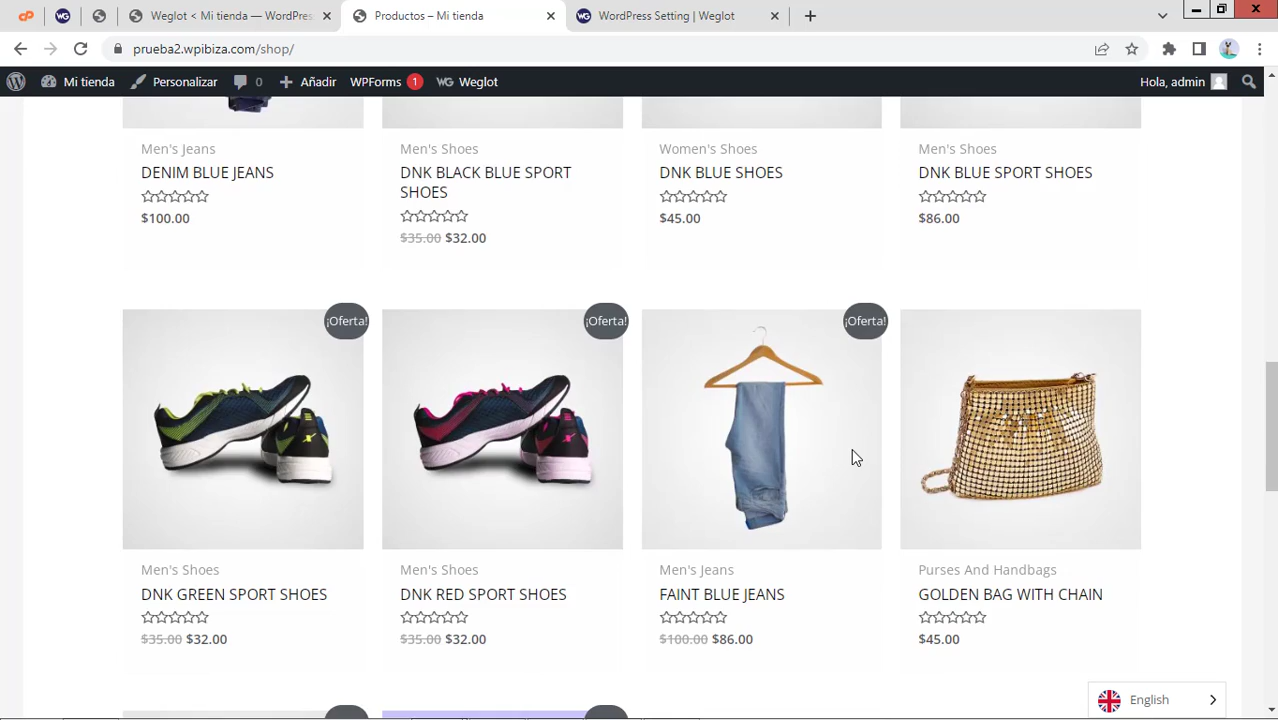 Weglot < Mi tienda — WordPres
Productos – Mi tienda
WordPress Setting | Weglot
prueba2.wpibiza.com/shop/
Mi tienda
Personalizar
0
Añadir
WPForms 1
WG Weglot
Hola, admin
Men's Jeans
DENIM BLUE JEANS
$100.00
Men's Shoes
DNK BLACK BLUE SPORT
SHOES
$35.00 $32.00
Women's Shoes
DNK BLUE SHOES
$45.00
Men's Shoes
DNK BLUE SPORT SHOES
$86.00
¡Oferta!
¡Oferta!
¡Oferta!
Men's Shoes
DNK GREEN SPORT SHOES
$35.00 $32.00
Men's Shoes
DNK RED SPORT SHOES
$35.00 $32.00
Men's Jeans
FAINT BLUE JEANS
$100.00 $86.00
Purses And Handbags
GOLDEN BAG WITH CHAIN
$45.00
English